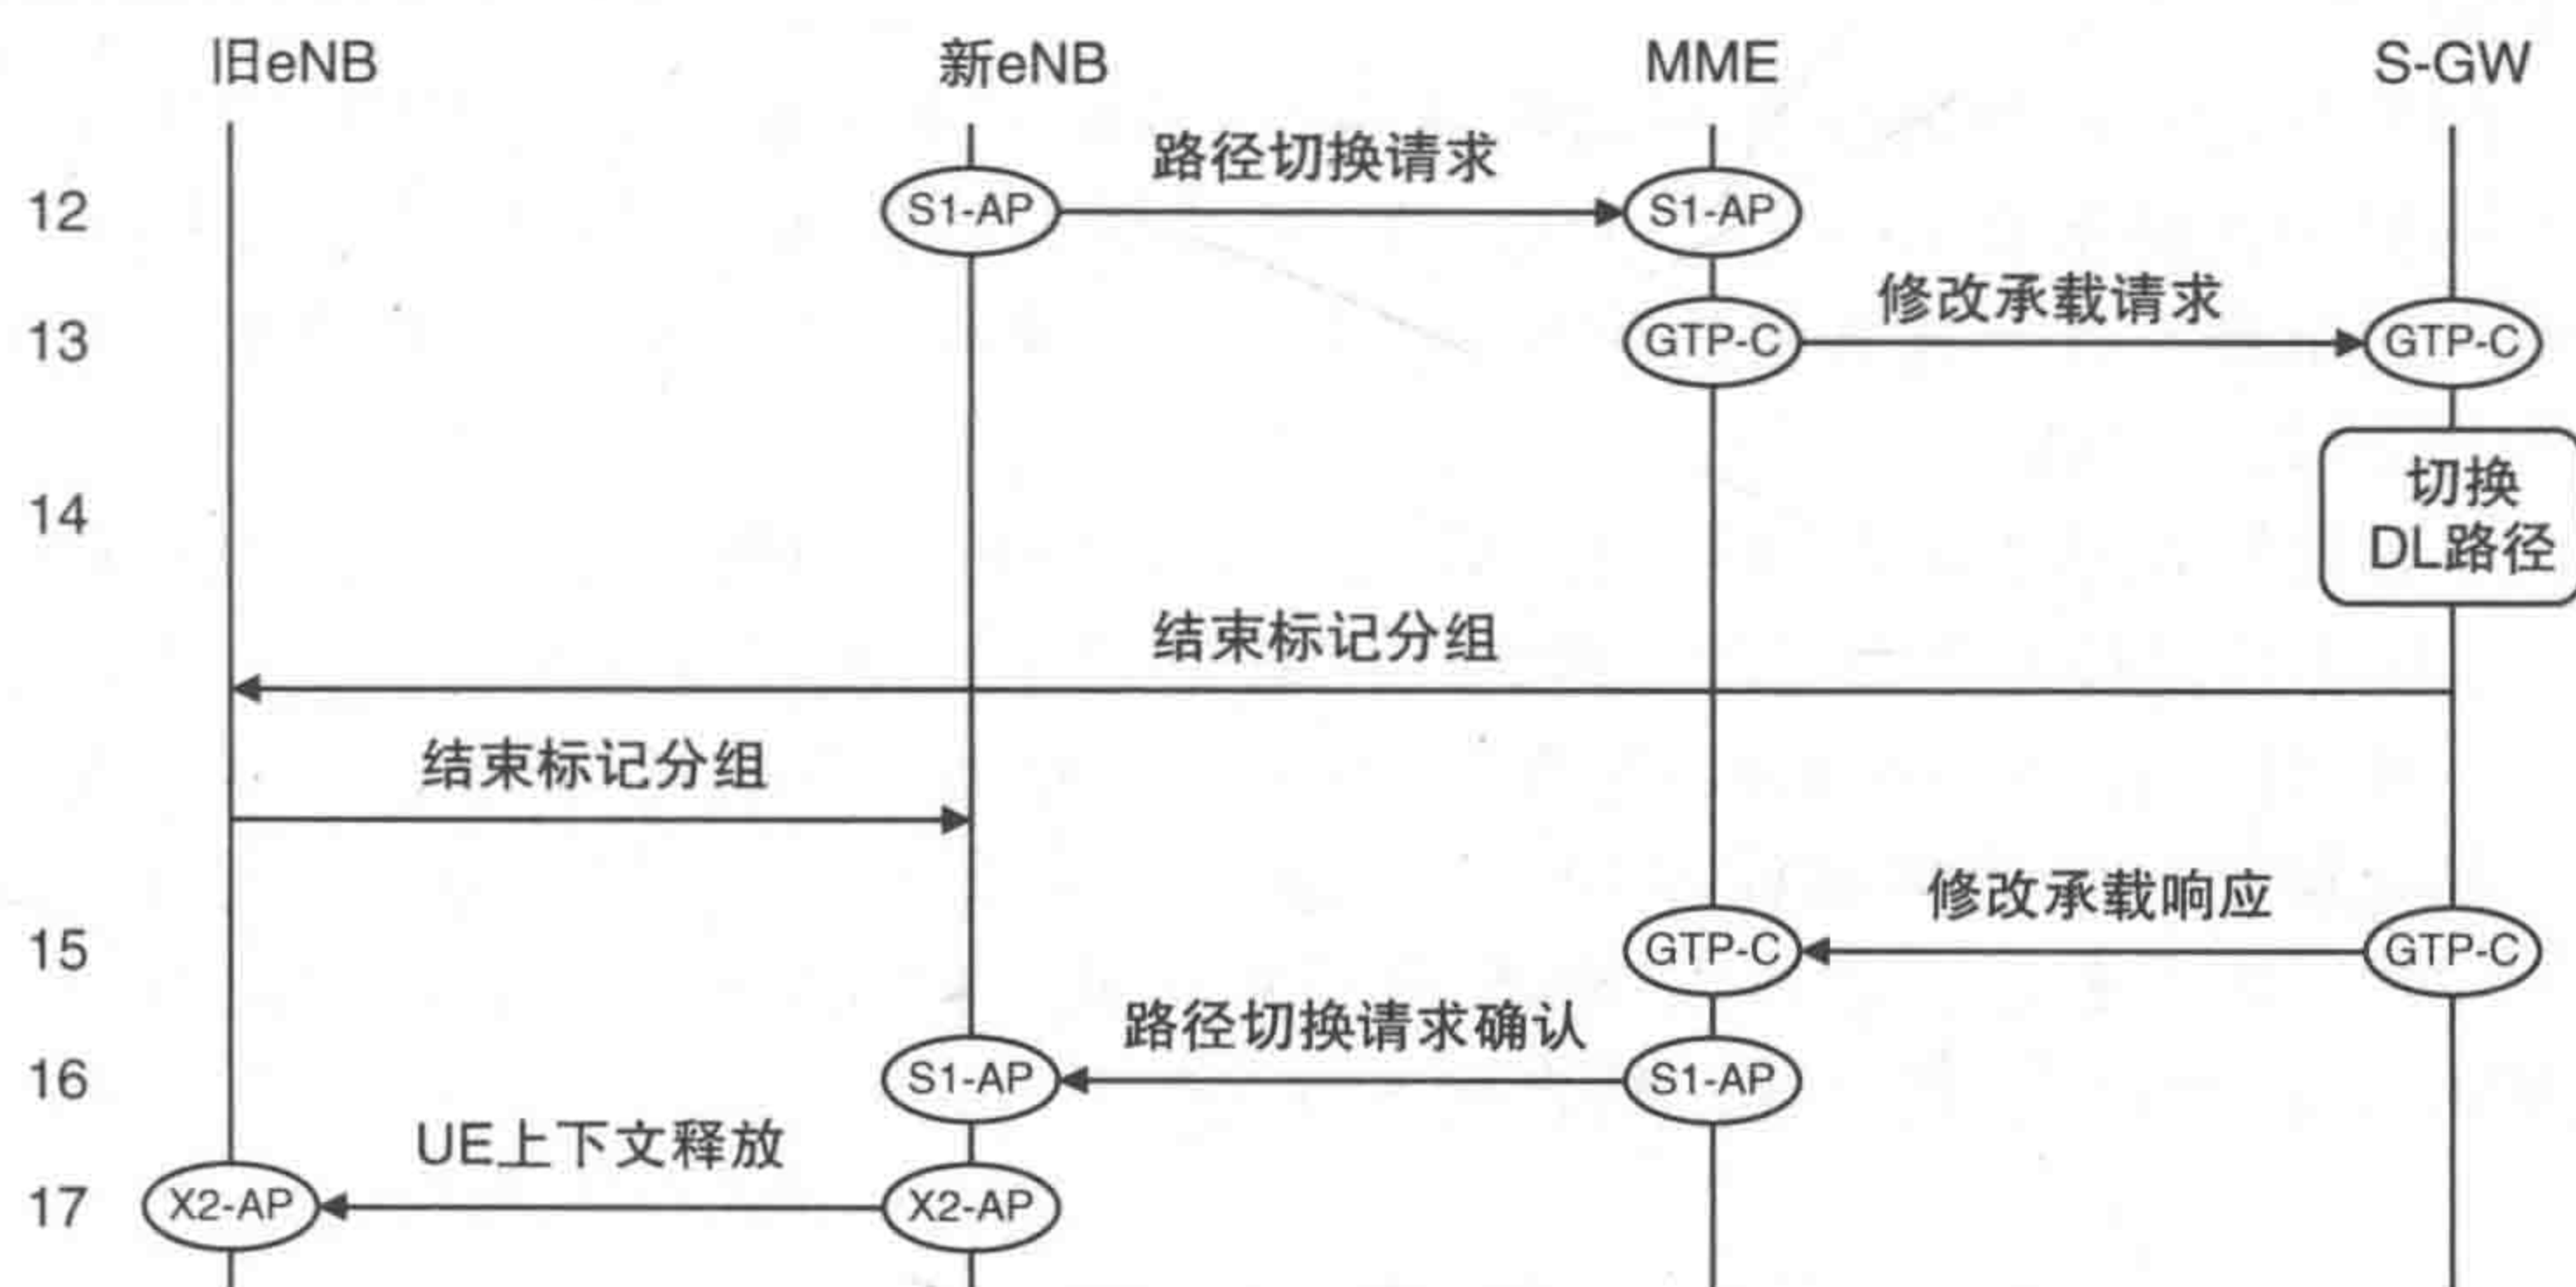 旧eNB 新eNB MME S-GW
路径切换请求
12 S1-AP S1-AP
修改承载请求
13 GTP-C GTP-C
14 切换
DL路径
结束标记分组
结束标记分组
修改承载响应
15 GTP-C GTP-C
路径切换请求确认
16 S1-AP S1-AP
UE上下文释放
17 X2-AP X2-AP